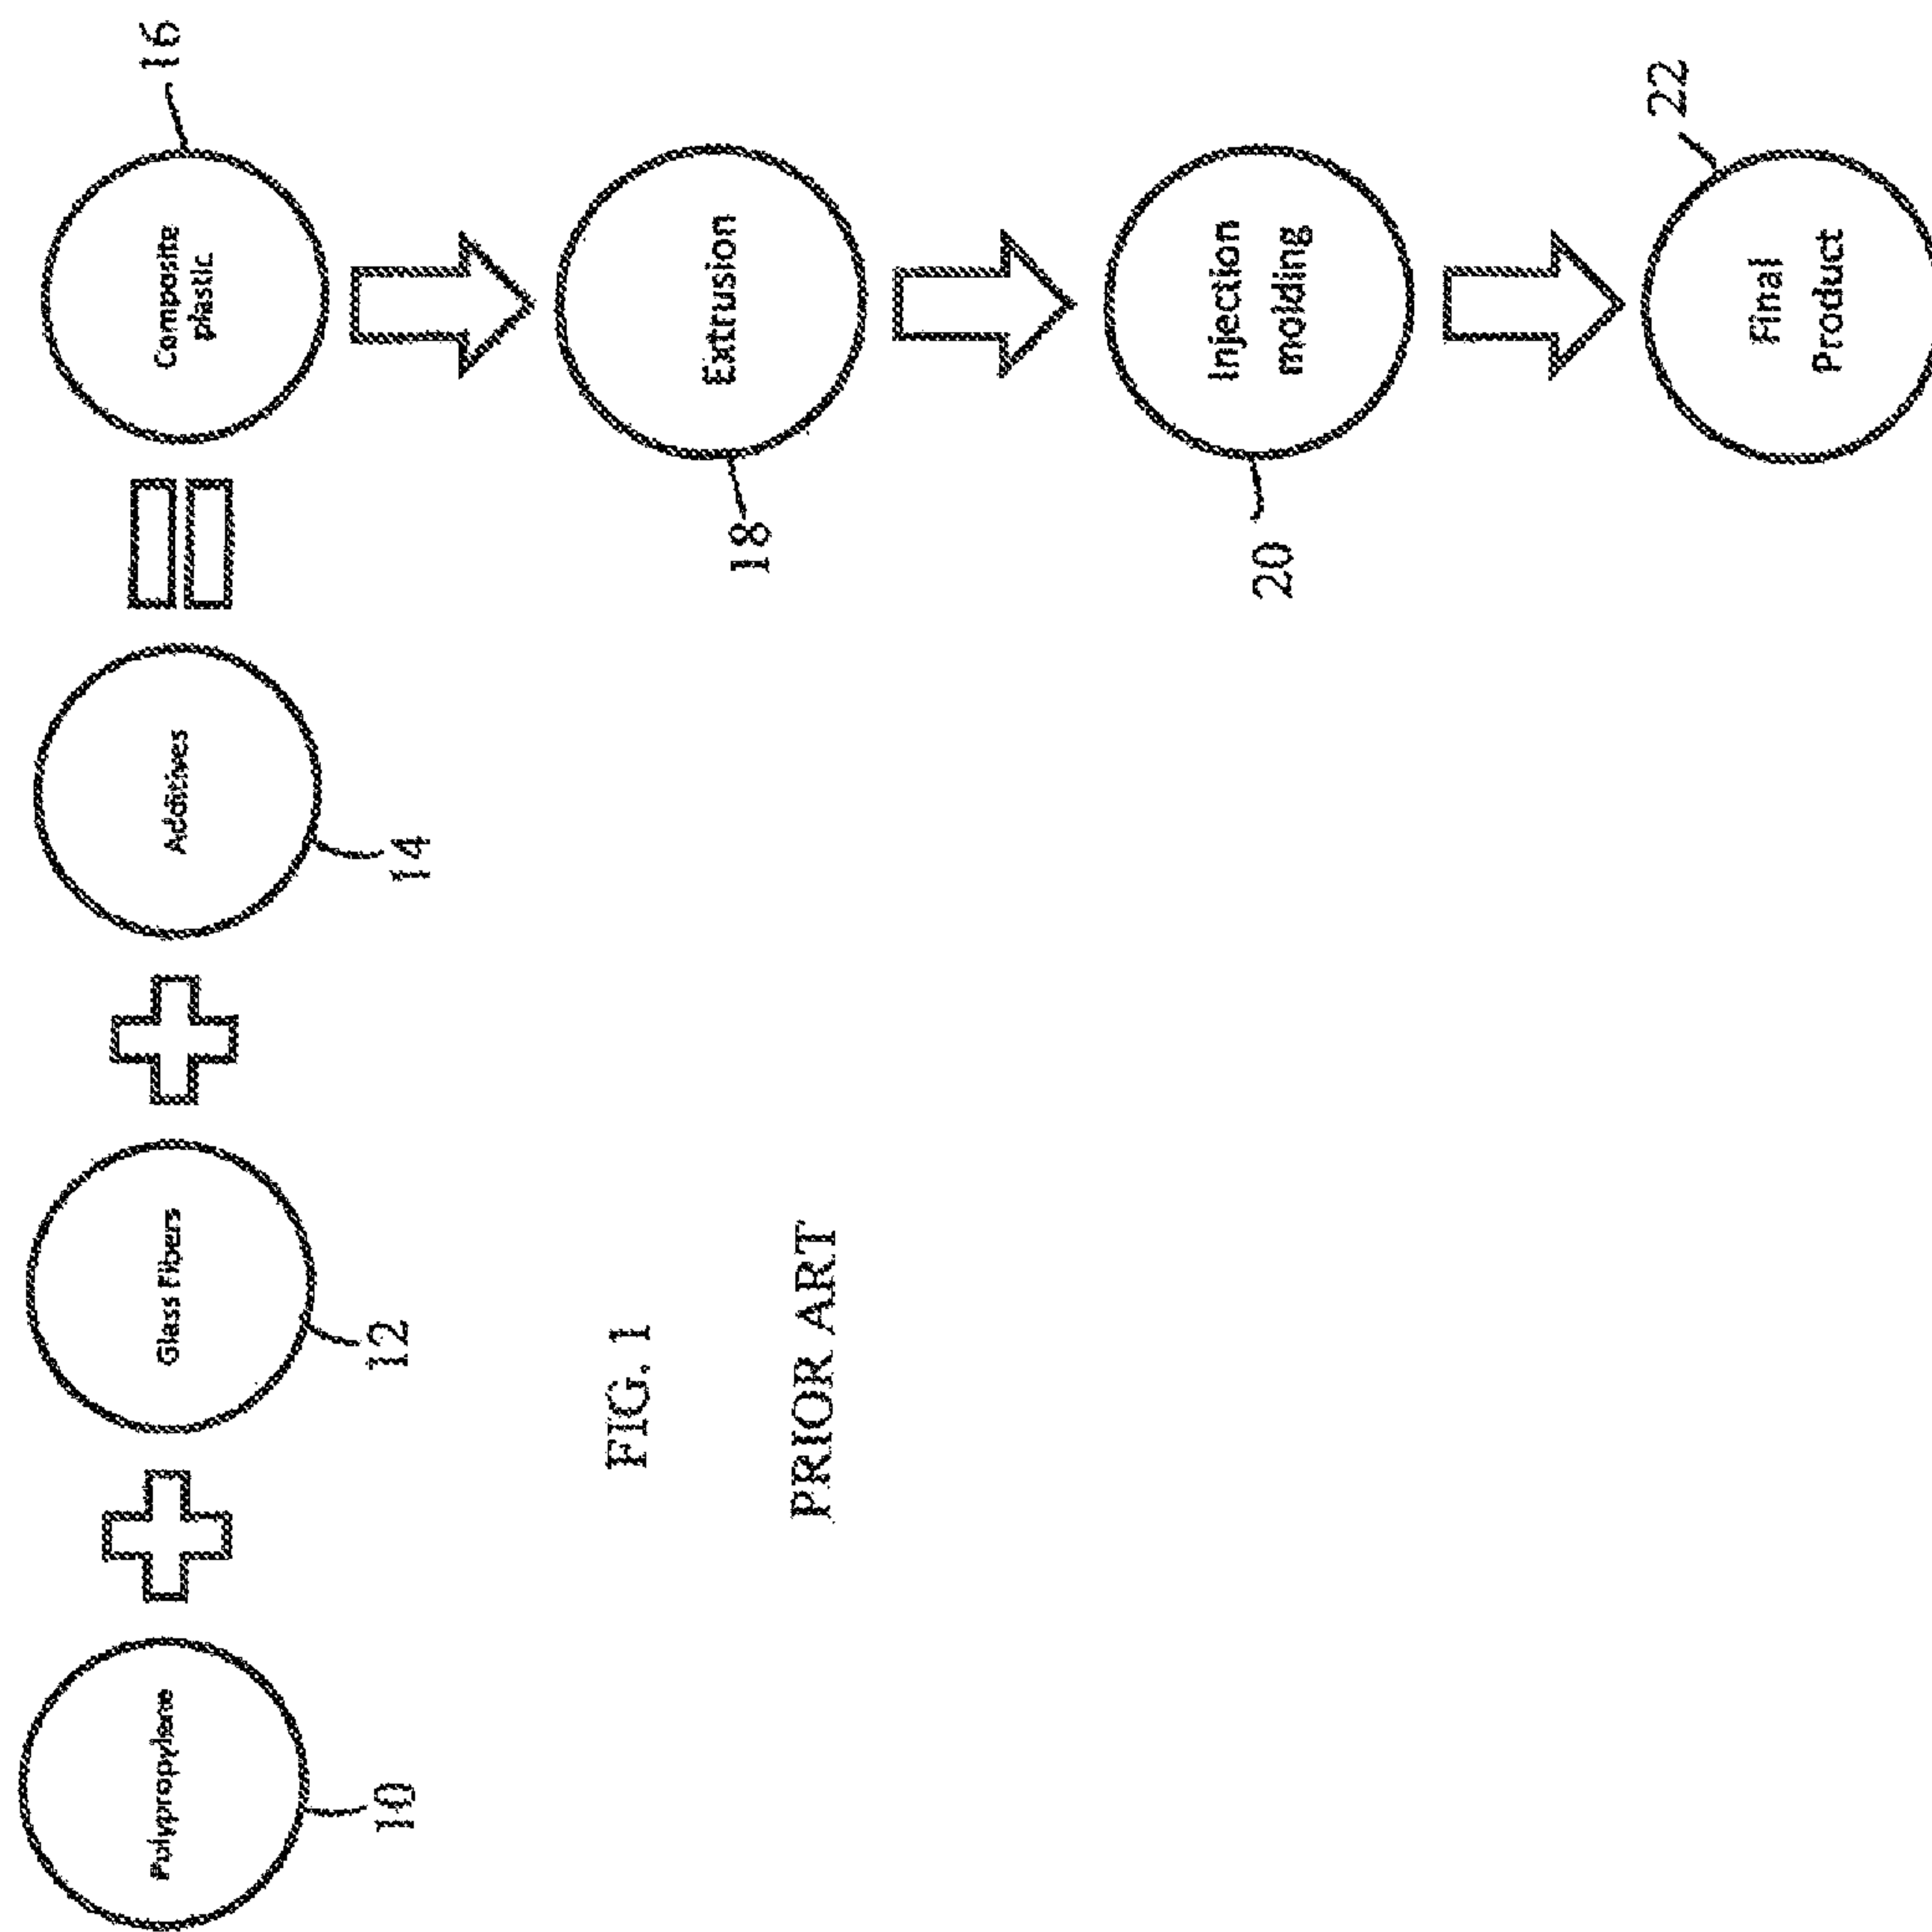 Polypropylene
10
Glass Fibers
12
Additives
14
Composite
plastic
16
Extrusion
18
Injection
molding
20
Final
Product
22
FIG. 1
PRIOR ART